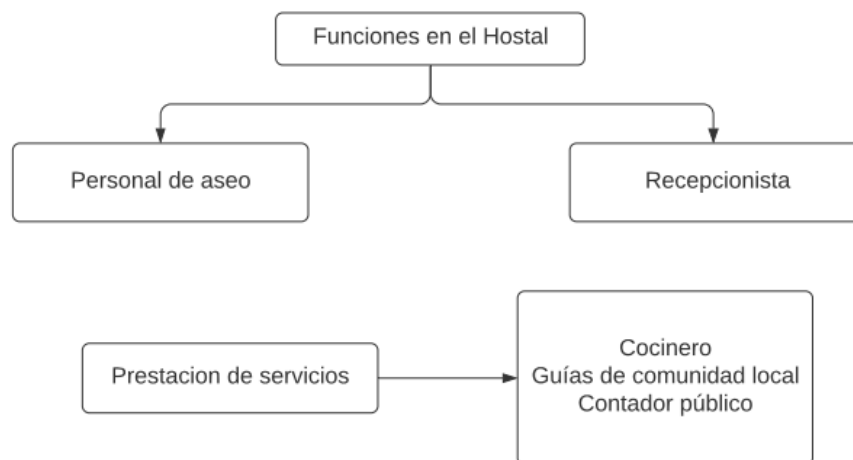 Funciones en el Hostal
Personal de aseo
Recepcionista
Prestacion de servicios
Cocinero
Guías de comunidad local
Contador público